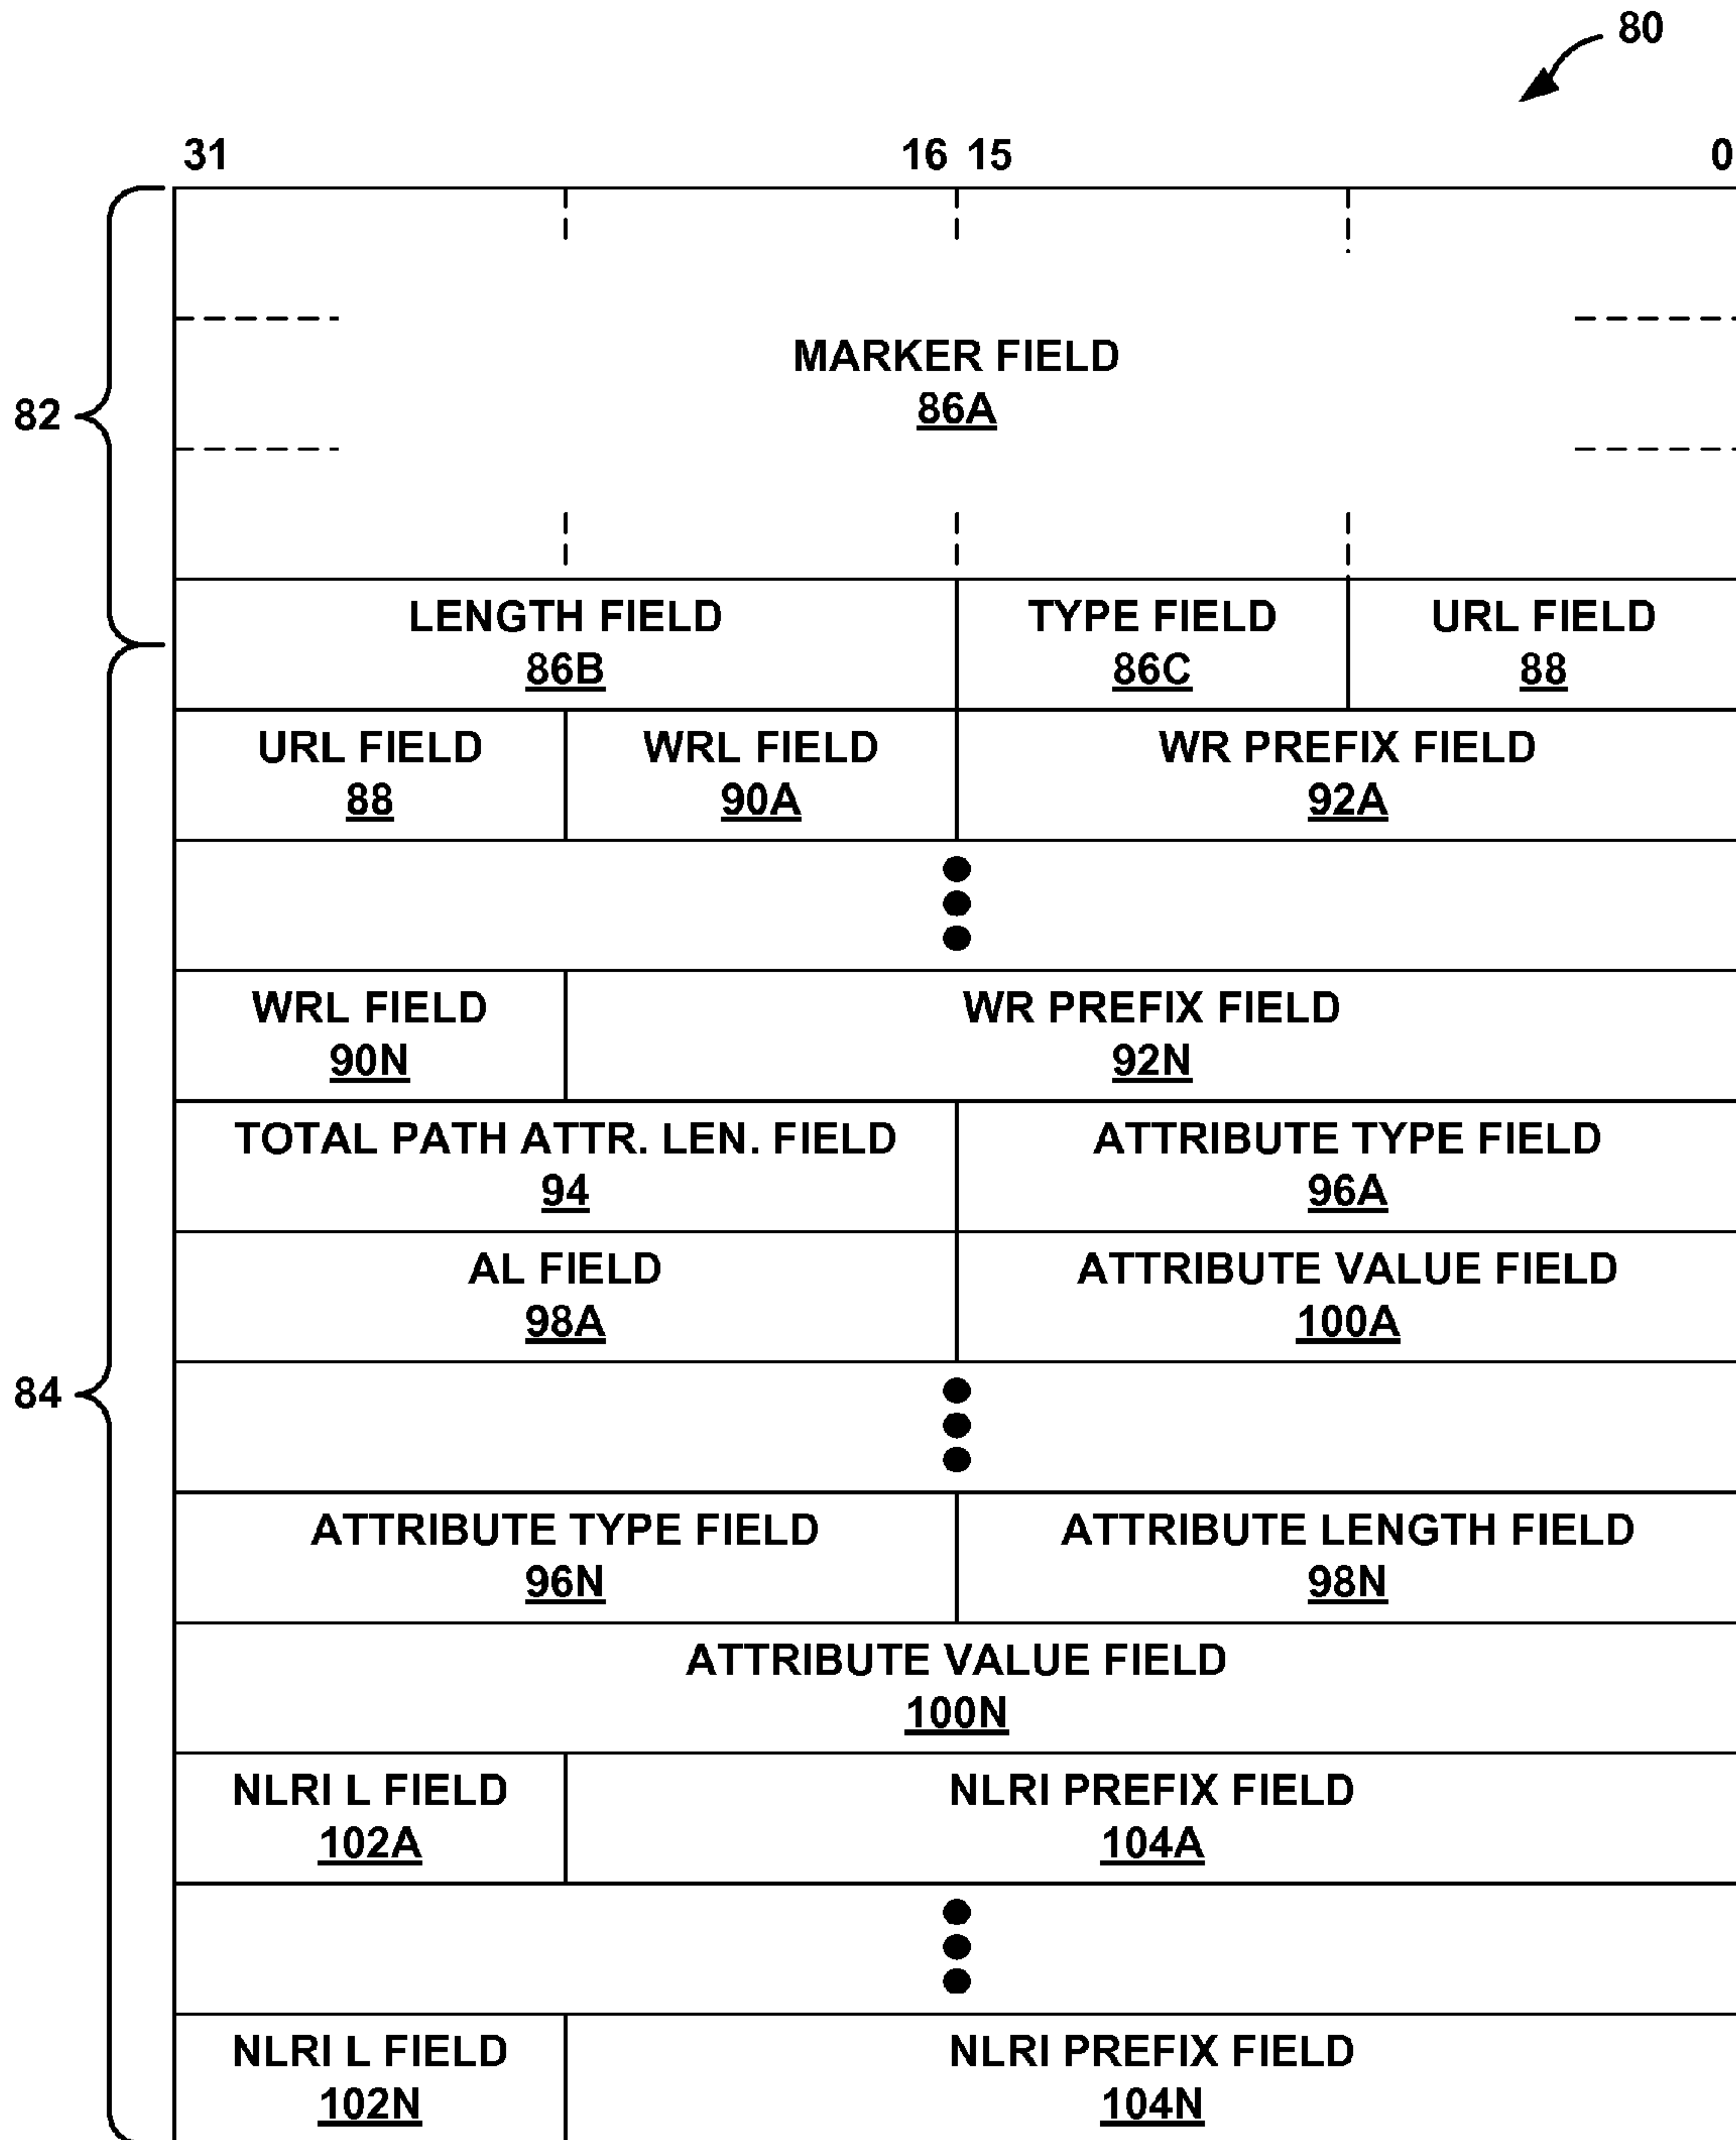 80
31 16 15 0
MARKER FIELD
86A
82
LENGTH FIELD TYPE FIELD URL FIELD
86B 86C 88
URL FIELD WRL FIELD WR PREFIX FIELD
88 90A 92A
WRL FIELD WR PREFIX FIELD
90N 92N
TOTAL PATH ATTR. LEN. FIELD ATTRIBUTE TYPE FIELD
94 96A
AL FIELD ATTRIBUTE VALUE FIELD
98A 100A
84
ATTRIBUTE TYPE FIELD ATTRIBUTE LENGTH FIELD
96N 98N
ATTRIBUTE VALUE FIELD
100N
NLRI L FIELD NLRI PREFIX FIELD
102A 104A
NLRI L FIELD NLRI PREFIX FIELD
102N 104N